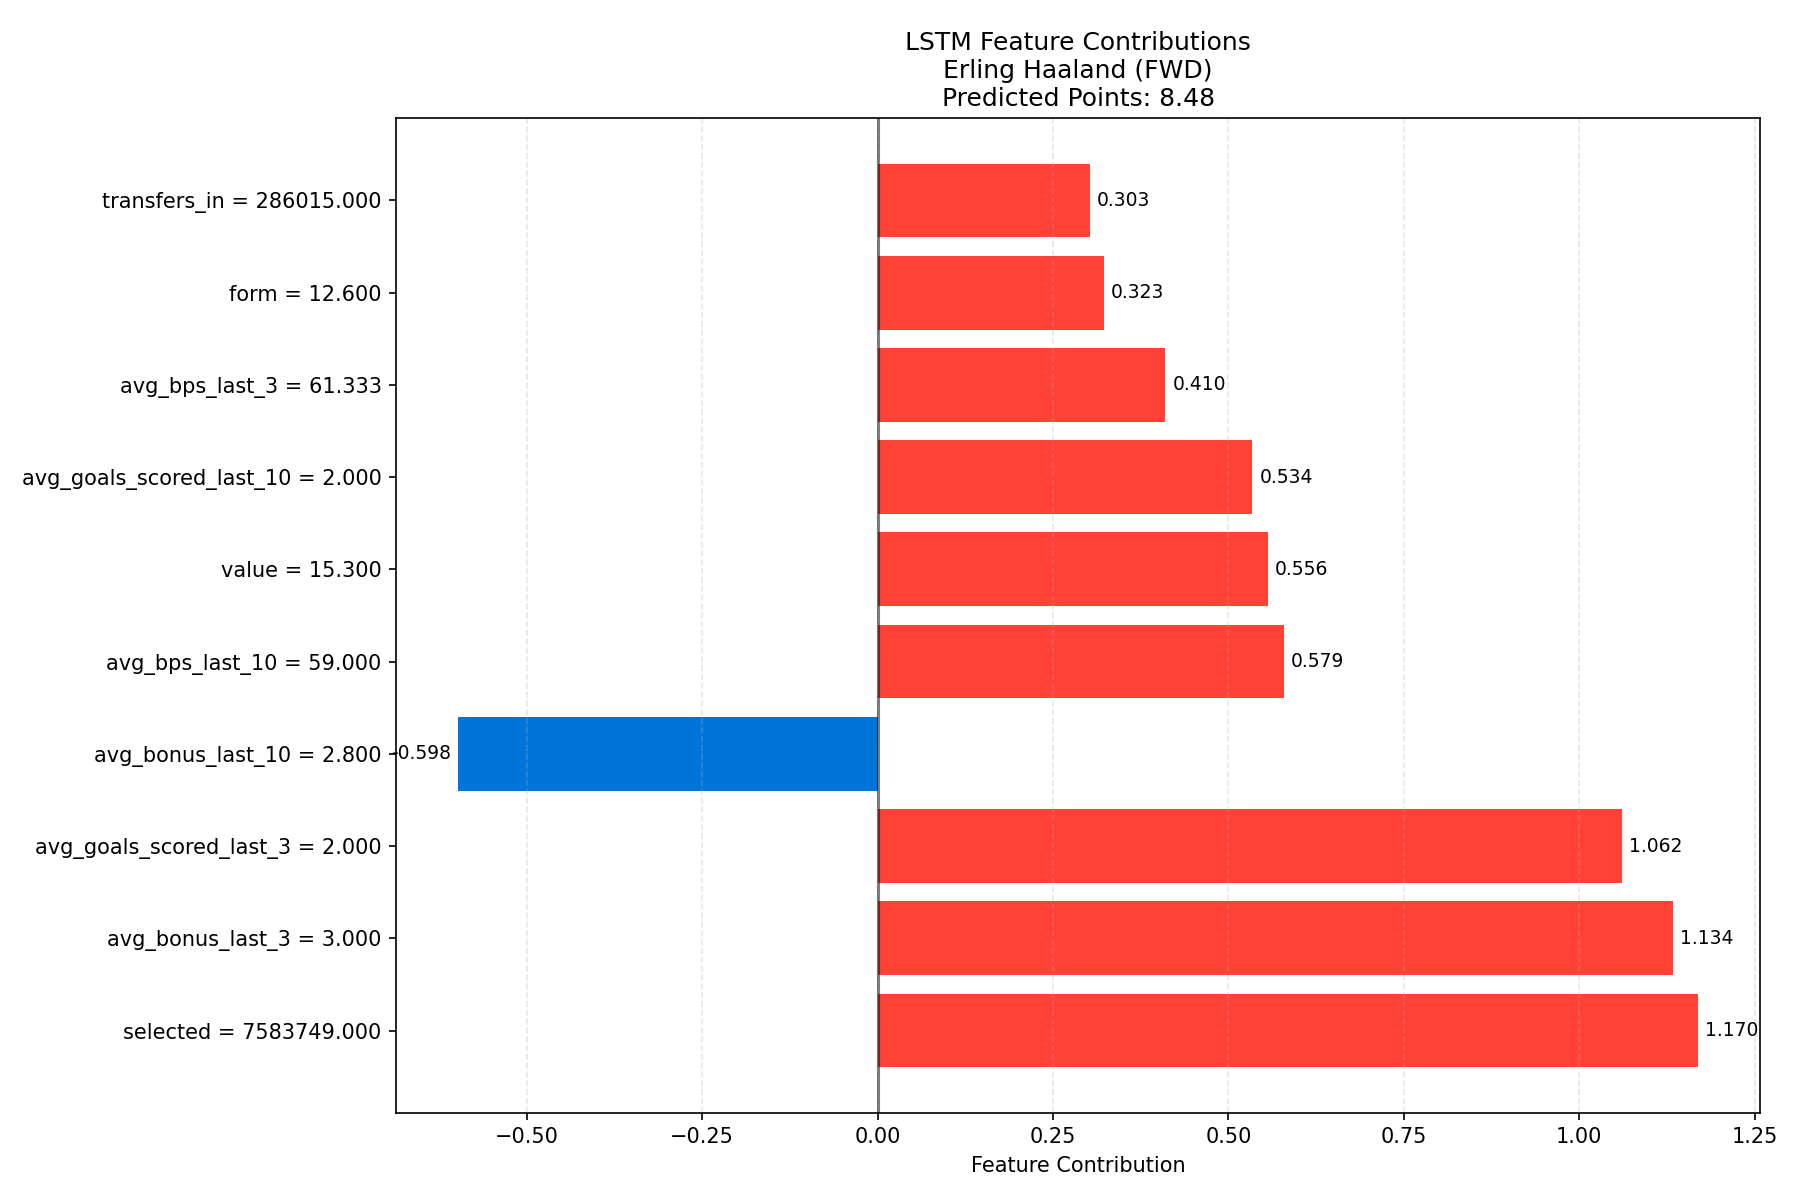 LSTM Feature Contributions
Erling Haaland (FWD)
Predicted Points: 8.48
transfers_in = 286015.000
0.303
form = 12.600
0.323
avg_bps_last_3 = 61.333
0.410
avg_goals_scored_last_10 = 2.000
0.534
value = 15.300
0.556
avg_bps_last_10 = 59.000
0.579
avg_bonus_last_10 = 2.800
-0.598
avg_goals_scored_last_3 = 2.000
1.062
avg_bonus_last_3 = 3.000
1.134
selected = 7583749.000
1.170
−0.50 −0.25 0.00 0.25 0.50 0.75 1.00 1.25
Feature Contribution